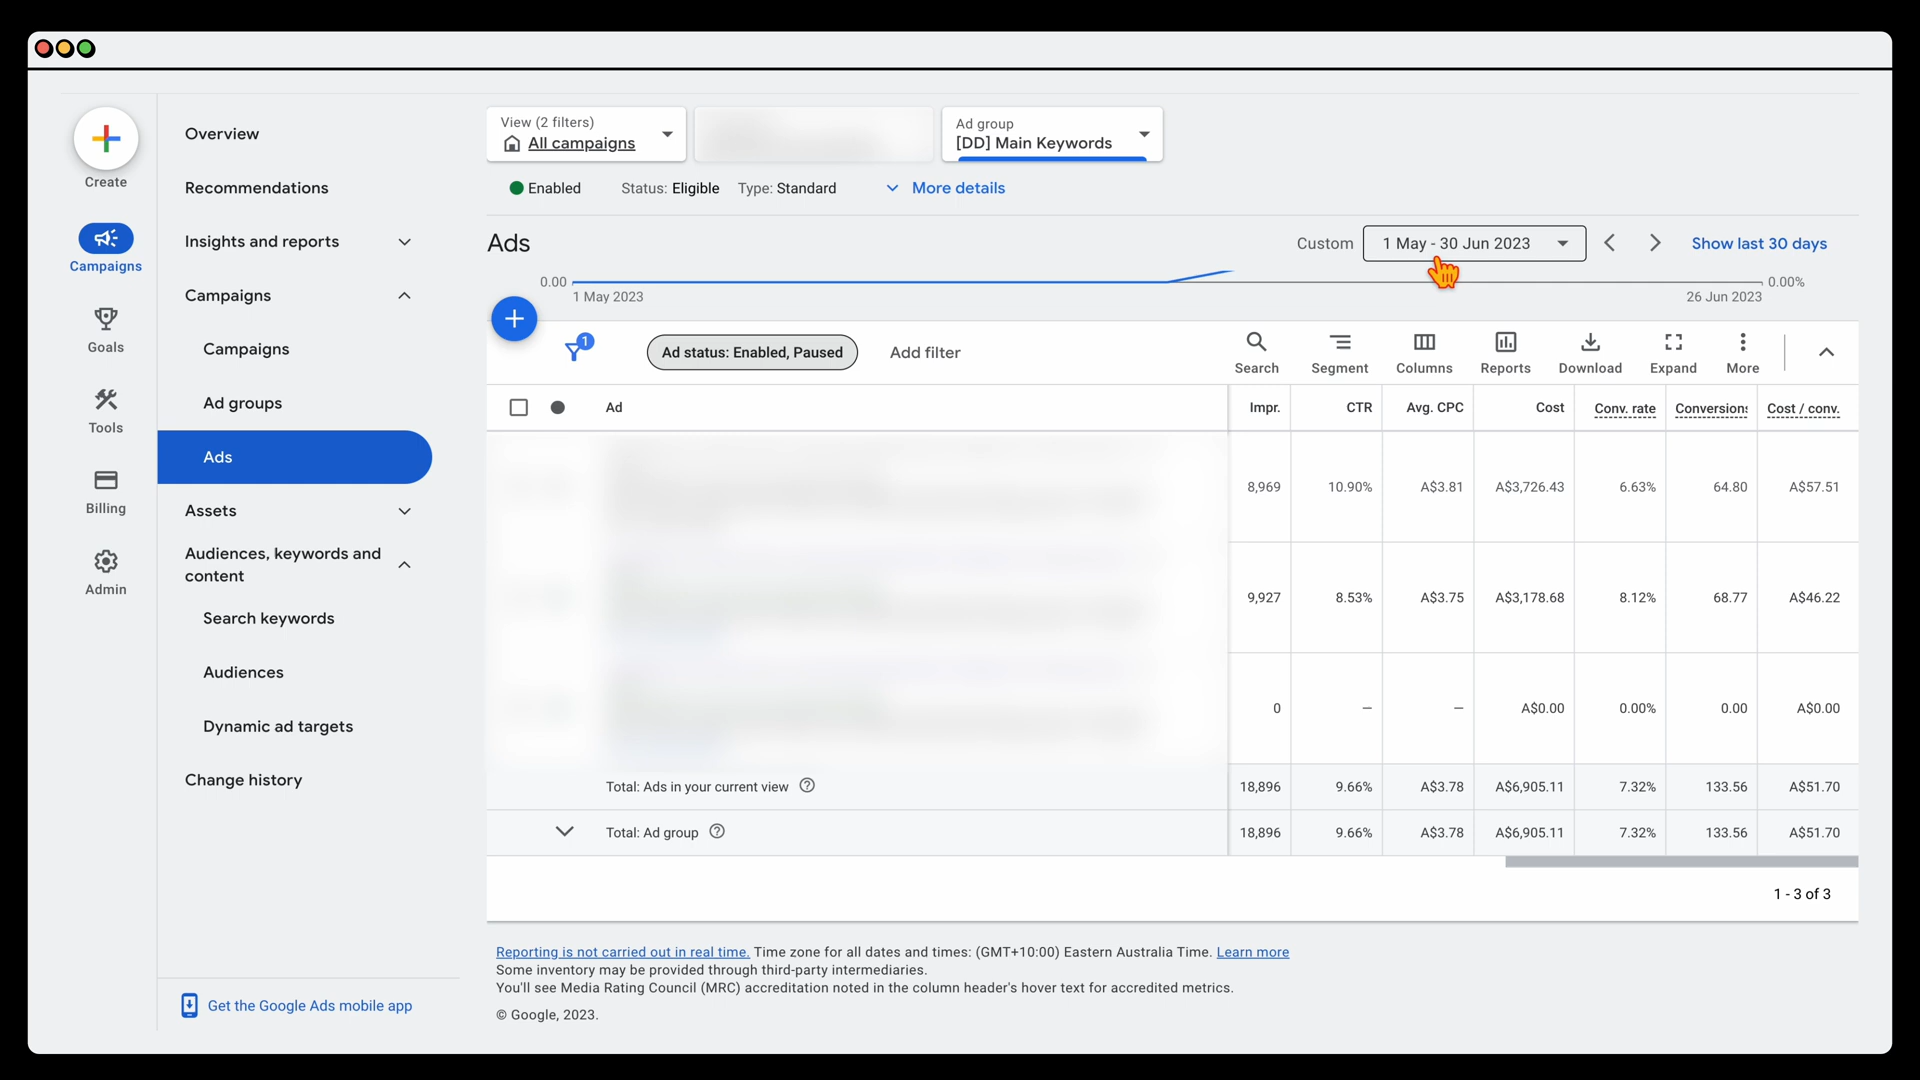 Create
Campaigns
Goals
Tools
Billing
Admin
Overview
Recommendations
Insights and reports
Campaigns
Campaigns
Ad groups
Ads
Assets
Audiences, keywords and
content
Search keywords
Audiences
Dynamic ad targets
Change history
Get the Google Ads mobile app
View (2 filters)
All campaigns
Ad group
[DD] Main Keywords
Enabled Status: Eligible Type: Standard More details
Ads
Custom 1 May - 30 Jun 2023 Show last 30 days
0.00 0.00%
1 May 2023 26 Jun 2023
1
Ad status: Enabled, Paused Add filter
Search Segment Columns Reports Download Expand More
Ad Impr. CTR Avg. CPC Cost Conv. rate Conversions Cost / conv.
8,969 10.90% A$3.81 A$3,726.43 6.63% 64.80 A$57.51
9,927 8.53% A$3.75 A$3,178.68 8.12% 68.77 A$46.22
0 — — A$0.00 0.00% 0.00 A$0.00
Total: Ads in your current view 18,896 9.66% A$3.78 A$6,905.11 7.32% 133.56 A$51.70
Total: Ad group 18,896 9.66% A$3.78 A$6,905.11 7.32% 133.56 A$51.70
1 - 3 of 3
Reporting is not carried out in real time. Time zone for all dates and times: (GMT+10:00) Eastern Australia Time. Learn more
Some inventory may be provided through third-party intermediaries.
You'll see Media Rating Council (MRC) accreditation noted in the column header's hover text for accredited metrics.
© Google, 2023.